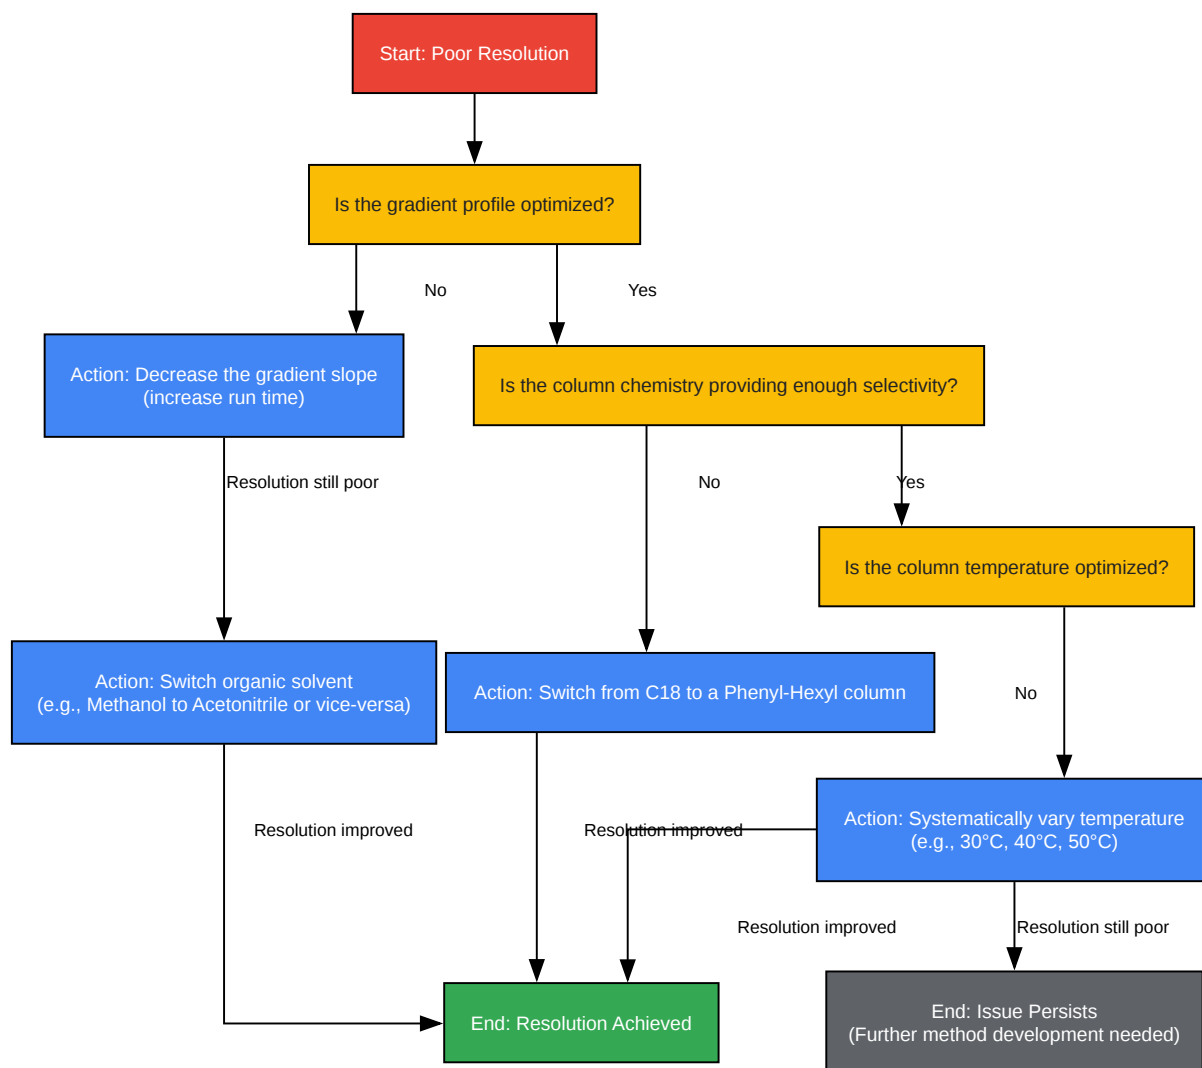 Start: Poor Resolution
Is the gradient profile optimized?
No
Yes
Action: Decrease the gradient slope
(increase run time)
Is the column chemistry providing enough selectivity?
Resolution still poor
No
Yes
Is the column temperature optimized?
Action: Switch organic solvent
(e.g., Methanol to Acetonitrile or vice-versa)
Action: Switch from C18 to a Phenyl-Hexyl column
No
Action: Systematically vary temperature
(e.g., 30°C, 40°C, 50°C)
Resolution improved
Resolution improved
Resolution improved
Resolution still poor
End: Resolution Achieved
End: Issue Persists
(Further method development needed)